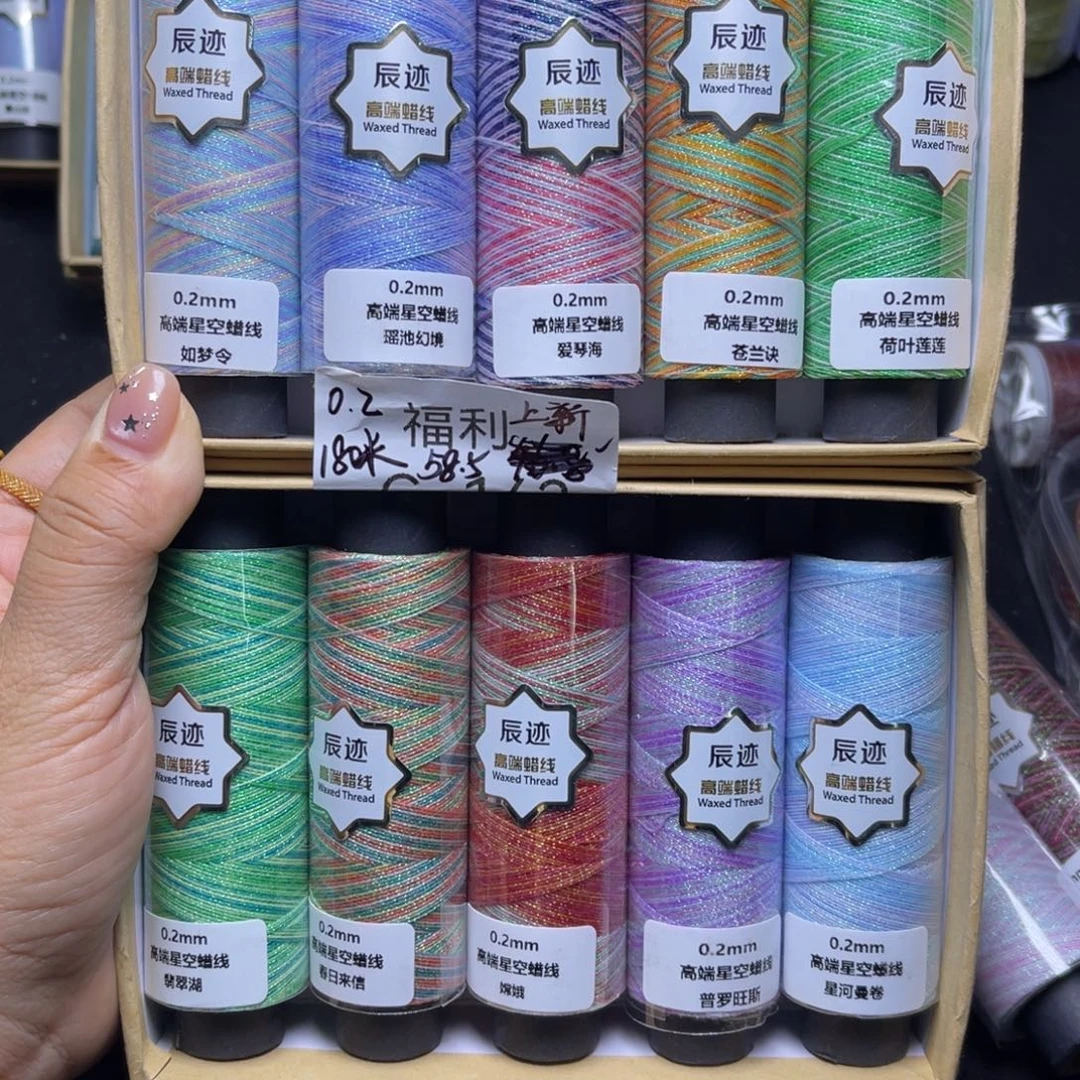 辰迹
高端蜡线
Waxed Thread
辰迹
高端蜡线
Waxed Thread
辰迹
高端蜡线
Waxed Thread
辰迹
高端蜡线
Waxed Thread
辰迹
高端蜡线
Waxed Thread
0.2mm
高端星空蜡线
如梦令
0.2mm
高端星空蜡线
瑶池幻境
0.2mm
高端星空蜡线
爱琴海
0.2mm
高端星空蜡线
苍兰诀
0.2mm
高端星空蜡线
荷叶莲莲
0.2 福利上新
180米 58.5
辰迹
高端蜡线
Waxed Thread
辰迹
高端蜡线
Waxed Thread
辰迹
高端蜡线
Waxed Thread
辰迹
高端蜡线
Waxed Thread
辰迹
高端蜡线
Waxed Thread
0.2mm
高端星空蜡线
翡翠湖
0.2mm
高端星空蜡线
春日来信
0.2mm
高端星空蜡线
嫦娥
0.2mm
高端星空蜡线
普罗旺斯
0.2mm
高端星空蜡线
星河曼卷